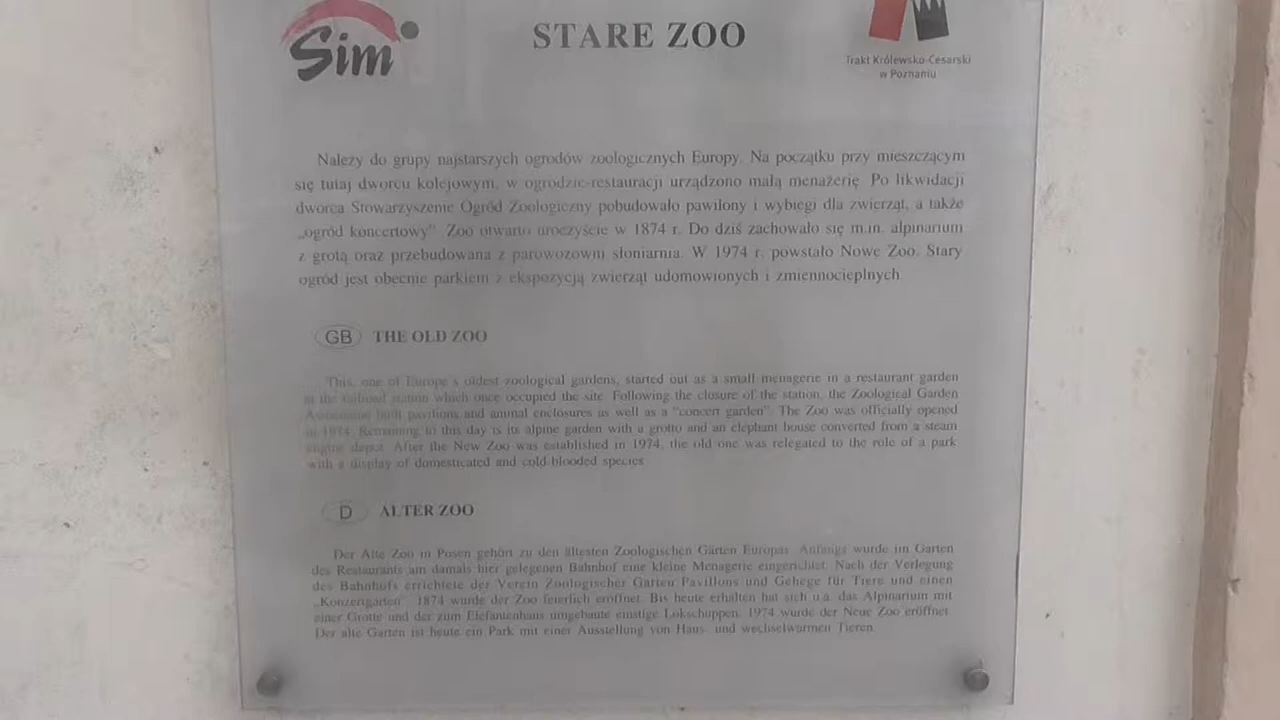 Sim
STARE ZOO
Trakt Królewsko-Cesarski
w Poznaniu
Należy do grupy najstarszych ogrodów zoologicznych Europy. Na początku przy mieszczącym
się tutaj dworcu kolejowym, w ogrodzie-restauracji urządzono małą menażerię. Po likwidacji
dworca Stowarzyszenie Ogród Zoologiczny pobudowało pawilony i wybiegi dla zwierząt, a także
„ogród koncertowy”. Zoo otwarto uroczyście w 1874 r. Do dziś zachowało się m.in. alpinarium
z grotą oraz przebudowana z parowozowni słoniarnia. W 1974 r. powstało Nowe Zoo. Stary
ogród jest obecnie parkiem z ekspozycją zwierząt udomowionych i zmiennocieplnych.
GB THE OLD ZOO
This, one of Europe's oldest zoological gardens, started out as a small menagerie in a restaurant garden
at the railroad station which once occupied the site. Following the closure of the station, the Zoological Garden
built pavilions and animal enclosures as well as a "concert garden". The Zoo was officially opened
in 1874. Remaining to this day is its alpine garden with a grotto and an elephant house converted from a steam
engine depot. After the New Zoo was established in 1974, the old one was relegated to the role of a park
with a display of domesticated and cold-blooded species.
D ALTER ZOO
Der Alte Zoo in Posen gehört zu den ältesten Zoologischen Gärten Europas. Anfangs wurde im Garten
des Restaurants am damals hier gelegenen Bahnhof eine kleine Menagerie eingerichtet. Nach der Verlegung
des Bahnhofs errichtete der Verein Zoologischer Garten Pavillons und Gehege für Tiere und einen
„Konzertgarten”. 1874 wurde der Zoo feierlich eröffnet. Bis heute erhalten hat sich u.a. das Alpinarium mit
einer Grotte und der zum Elefantenhaus umgebaute einstige Lokschuppen. 1974 wurde der Neue Zoo eröffnet.
Der alte Garten ist heute ein Park mit einer Ausstellung von Haus- und wechselwarmen Tieren.